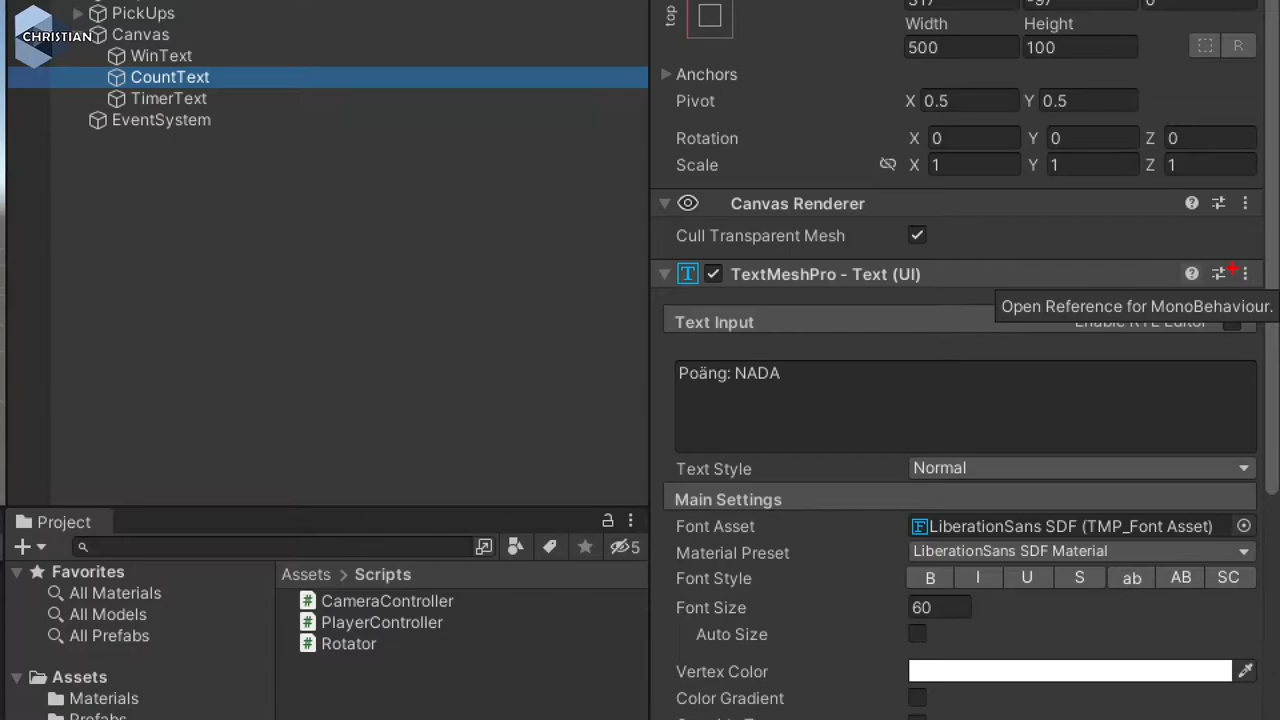 PickUps
CHRISTIAN
Canvas
WinText
CountText
TimerText
EventSystem
top
Width Height
500 100
Anchors
Pivot X 0.5 Y 0.5
Rotation X 0 Y 0 Z 0
Scale X 1 Y 1 Z 1
R
Canvas Renderer
Cull Transparent Mesh
TextMeshPro - Text (UI)
Open Reference for MonoBehaviour.
Text Input
Poäng: NADA
Text Style Normal
Main Settings
Font Asset LiberationSans SDF (TMP_Font Asset)
Material Preset LiberationSans SDF Material
Font Style B I U S ab AB SC
Font Size 60
Auto Size
Vertex Color
Color Gradient
Project
5
Favorites
All Materials
All Models
All Prefabs
Assets
Materials
Prefabs
Assets > Scripts
CameraController
PlayerController
Rotator